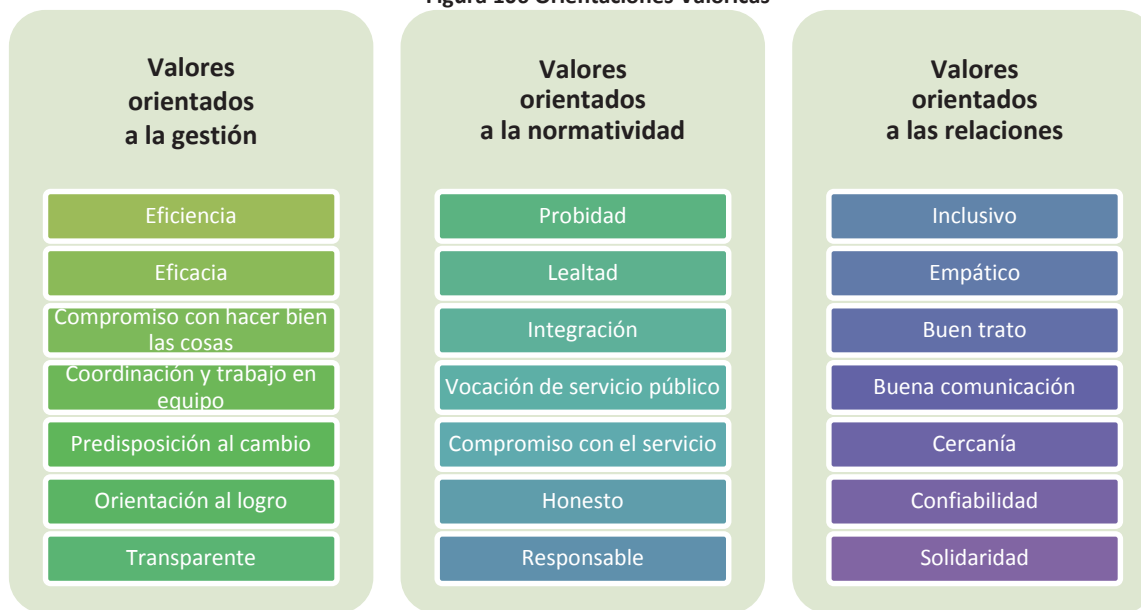 Figura 106 Orientaciones Valóricas
Valores
orientados
a la gestión
Eficiencia
Eficacia
Compromiso con hacer bien
las cosas
Coordinación y trabajo en
equipo
Predisposición al cambio
Orientación al logro
Transparente
Valores
orientados
a la normatividad
Probidad
Lealtad
Integración
Vocación de servicio público
Compromiso con el servicio
Honesto
Responsable
Valores
orientados
a las relaciones
Inclusivo
Empático
Buen trato
Buena comunicación
Cercanía
Confiabilidad
Solidaridad